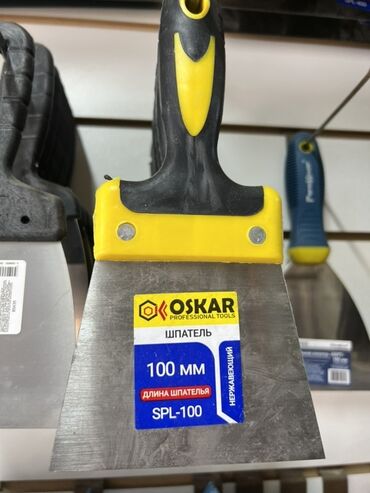 OSKAR
PROFESSIONAL TOOLS
ШПАТЕЛЬ
100 ММ
ДЛИНА ШПАТЕЛЬЯ
SPL-100
НЕРЖАВЕЮЩИЙ